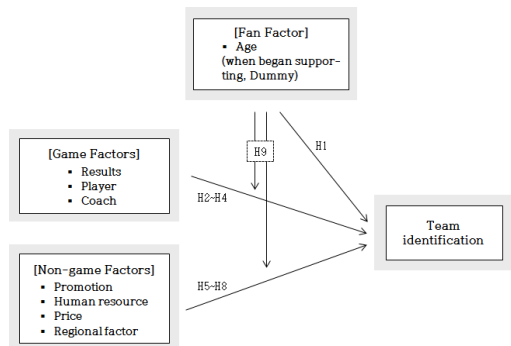 [Fan Factor]
▪ Age
(when began suppor-
ting, Dummy)
H9
H1
[Game Factors]
▪ Results
▪ Player
▪ Coach
H2~H4
Team
identification
[Non-game Factors]
▪ Promotion
▪ Human resource
▪ Price
▪ Regional factor
H5~H8